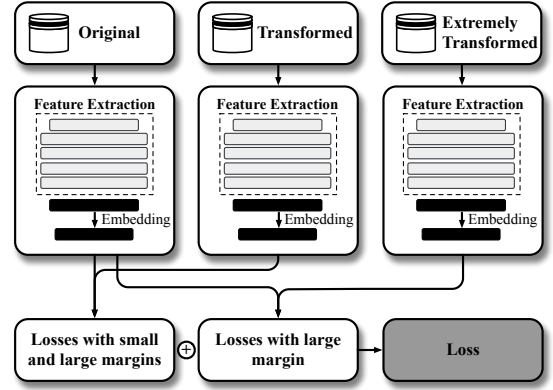 Original
Transformed
Extremely
Transformed
Feature Extraction
Embedding
Feature Extraction
Embedding
Feature Extraction
Embedding
Losses with small
and large margins
+
Losses with large
margin
Loss